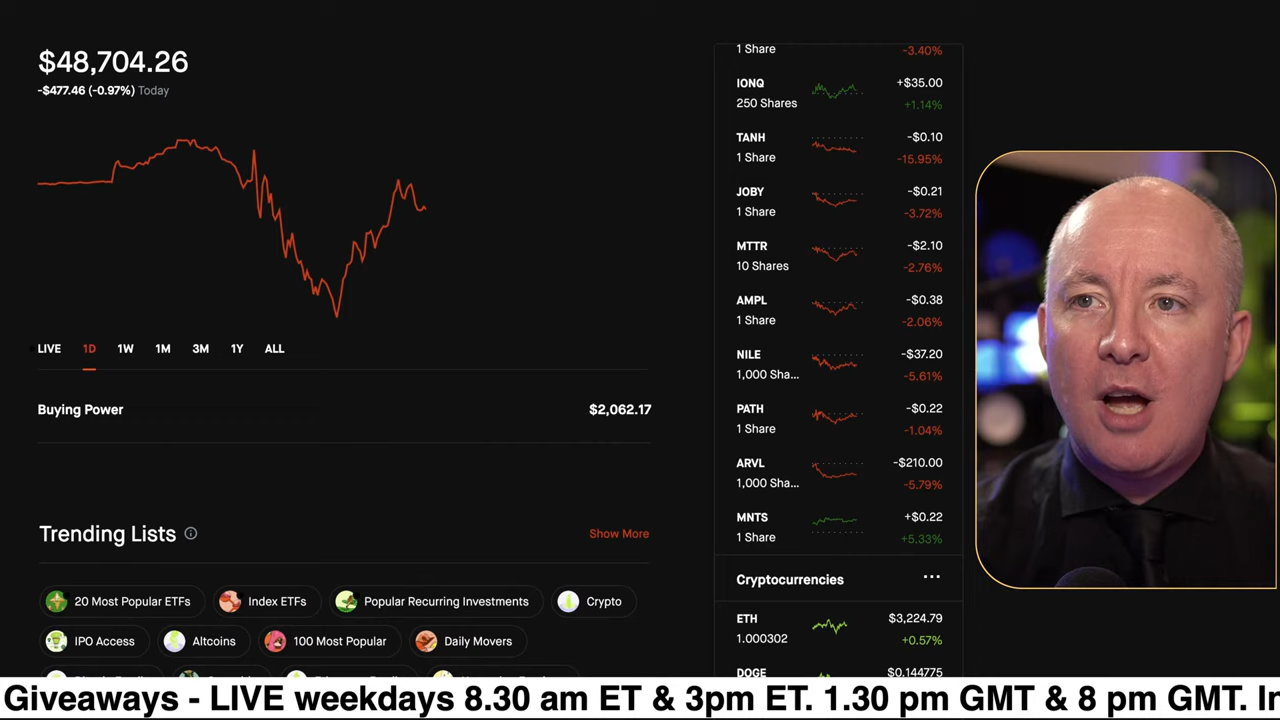 $48,704.26
-$477.46 (-0.97%) Today
LIVE 1D 1W 1M 3M 1Y ALL
Buying Power $2,062.17
Trending Lists
Show More
20 Most Popular ETFs
Index ETFs
Popular Recurring Investments
Crypto
IPO Access
Altcoins
100 Most Popular
Daily Movers
1 Share -3.40%
IONQ +$35.00
250 Shares +1.14%
TANH -$0.10
1 Share -15.95%
JOBY -$0.21
1 Share -3.72%
MTTR -$2.10
10 Shares -2.76%
AMPL -$0.38
1 Share -2.06%
NILE -$37.20
1,000 Sha... -5.61%
PATH -$0.22
1 Share -1.04%
ARVL -$210.00
1,000 Sha... -5.79%
MNTS +$0.22
1 Share +5.33%
Cryptocurrencies ...
ETH $3,224.79
1.000302 +0.57%
DOGE $0.144775
Giveaways - LIVE weekdays 8.30 am ET & 3pm ET. 1.30 pm GMT & 8 pm GMT. In